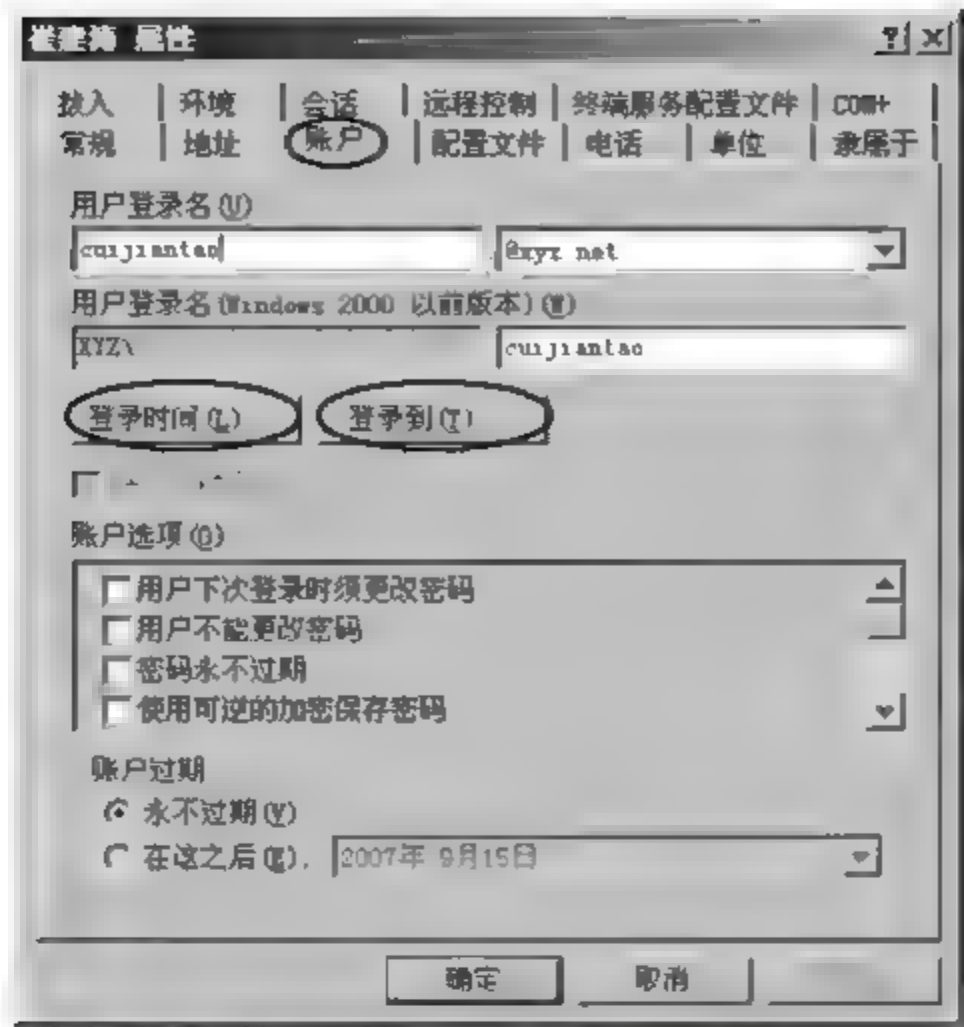 崔建涛 属性
拨入 环境 会话 远程控制 终端服务配置文件 COM+
常规 地址 账户 配置文件 电话 单位 隶属于
用户登录名(U)
cuijiantao @xyz net
用户登录名(Windows 2000 以前版本)(W)
XYZ\ cuijiantao
登录时间(L) 登录到(T)
账户选项(O)
用户下次登录时须更改密码
用户不能更改密码
密码永不过期
使用可逆的加密保存密码
账户过期
永不过期(V)
在这之后(E), 2007年 9月15日
确定 取消